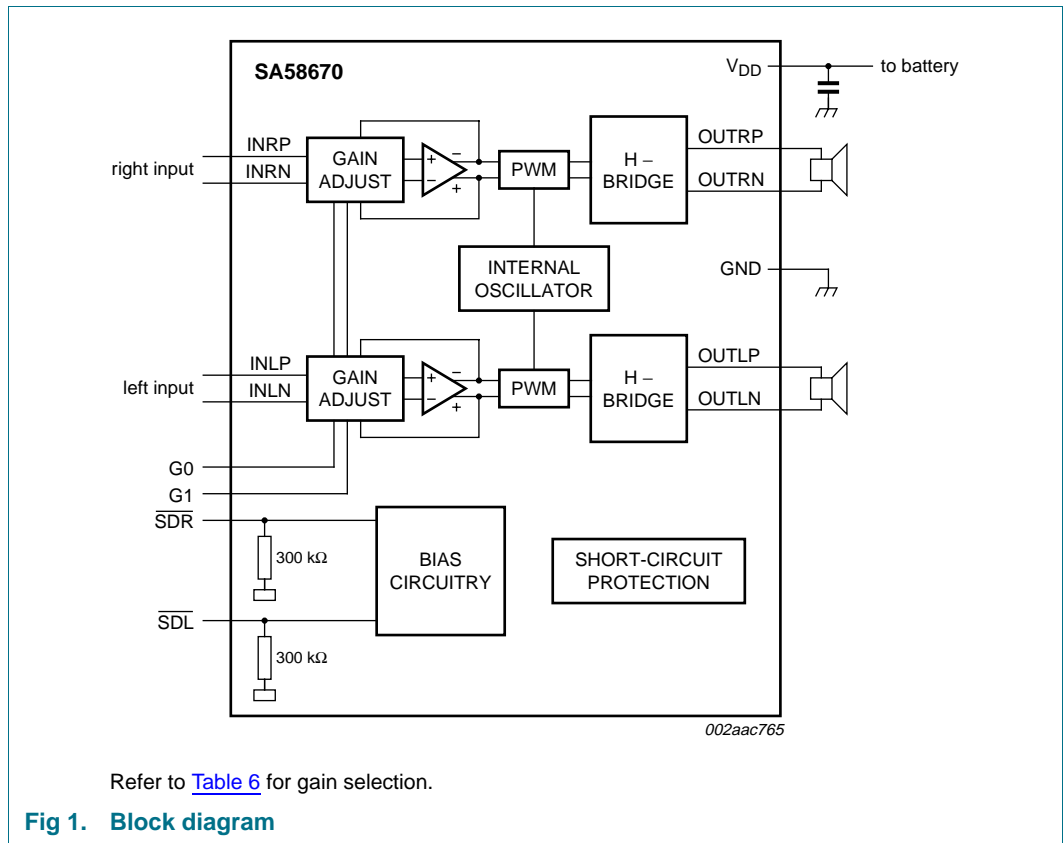 SA58670
VDD
to battery
right input
INRP
INRN
GAIN
ADJUST
+
−
−
+
PWM
H −
BRIDGE
OUTRP
OUTRN
INTERNAL
OSCILLATOR
GND
left input
INLP
INLN
GAIN
ADJUST
+
−
−
+
PWM
H −
BRIDGE
OUTLP
OUTLN
G0
G1
SDR
300 kΩ
BIAS
CIRCUITRY
SHORT-CIRCUIT
PROTECTION
SDL
300 kΩ
002aac765
Refer to Table 6 for gain selection.
Fig 1. Block diagram